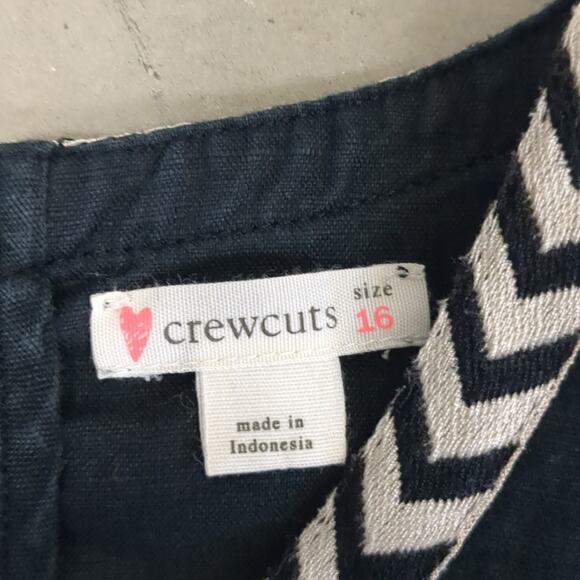 crewcuts
size
16
made in
Indonesia